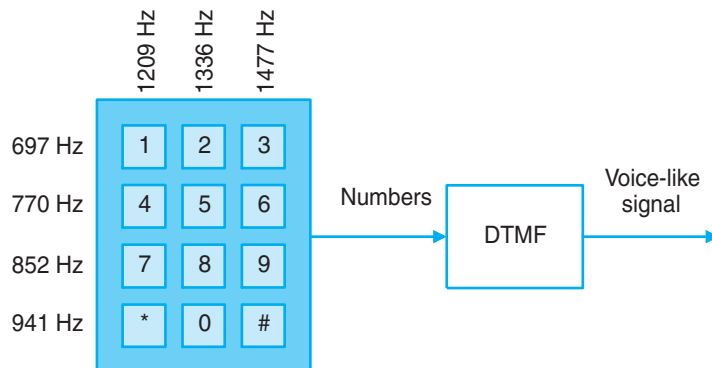 1209 Hz
1336 Hz
1477 Hz
697 Hz
1 2 3
770 Hz
4 5 6
852 Hz
7 8 9
941 Hz
* 0 #
Numbers
DTMF
Voice-like
signal